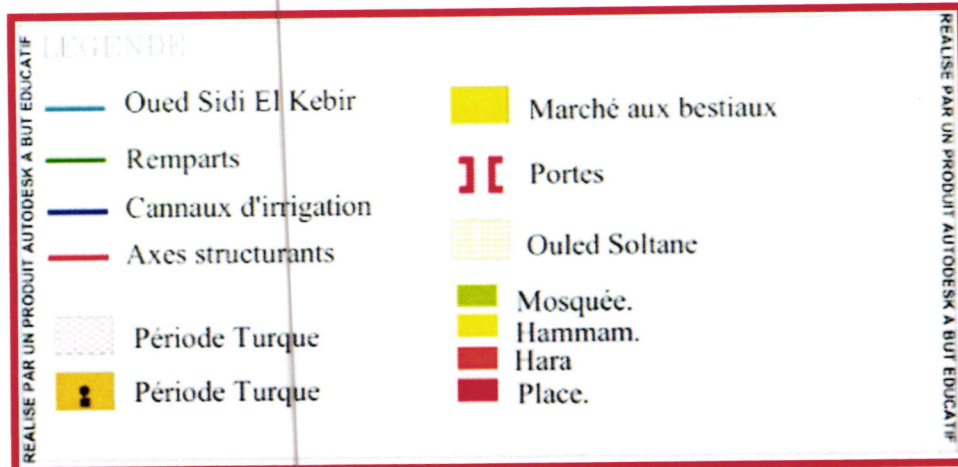 LEGENDE
Oued Sidi El Kebir
Remparts
Cannaux d'irrigation
Axes structurants
Période Turque
Période Turque
Marché aux bestiaux
Portes
Ouled Soltane
Mosquée.
Hammam.
Hara
Place.
REALISE PAR UN PRODUIT AUTODESK A BUT EDUCATIF
REALISE PAR UN PRODUIT AUTODESK A BUT EDUCATIF